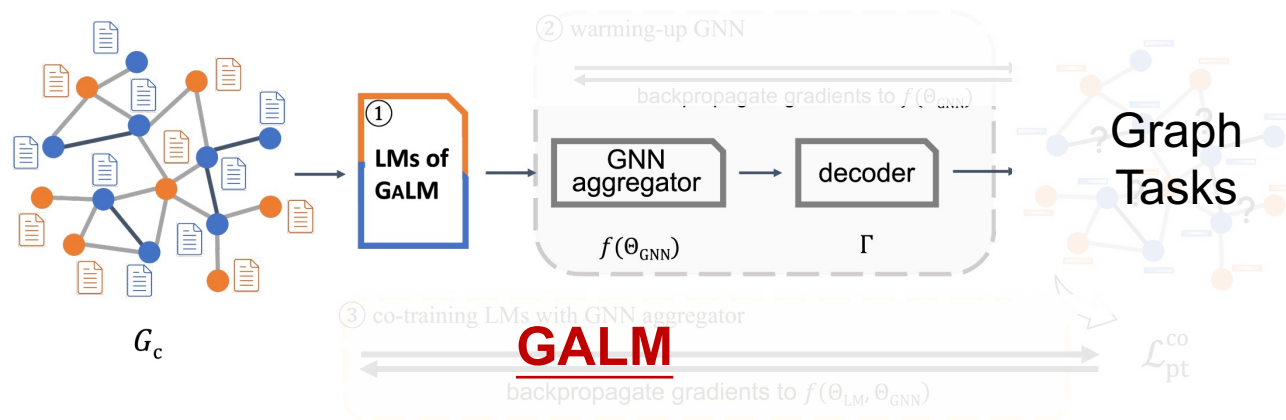 ② warming-up GNN
backpropagate gradients to f(Θ_GNN)
①
LMs of
GALM
GNN
aggregator
decoder
Graph
Tasks
?
?
?
f(Θ_GNN)
Γ
G_c
③ co-training LMs with GNN aggregator
GALM
backpropagate gradients to f(Θ_LM, Θ_GNN)
ℒ_pt^co